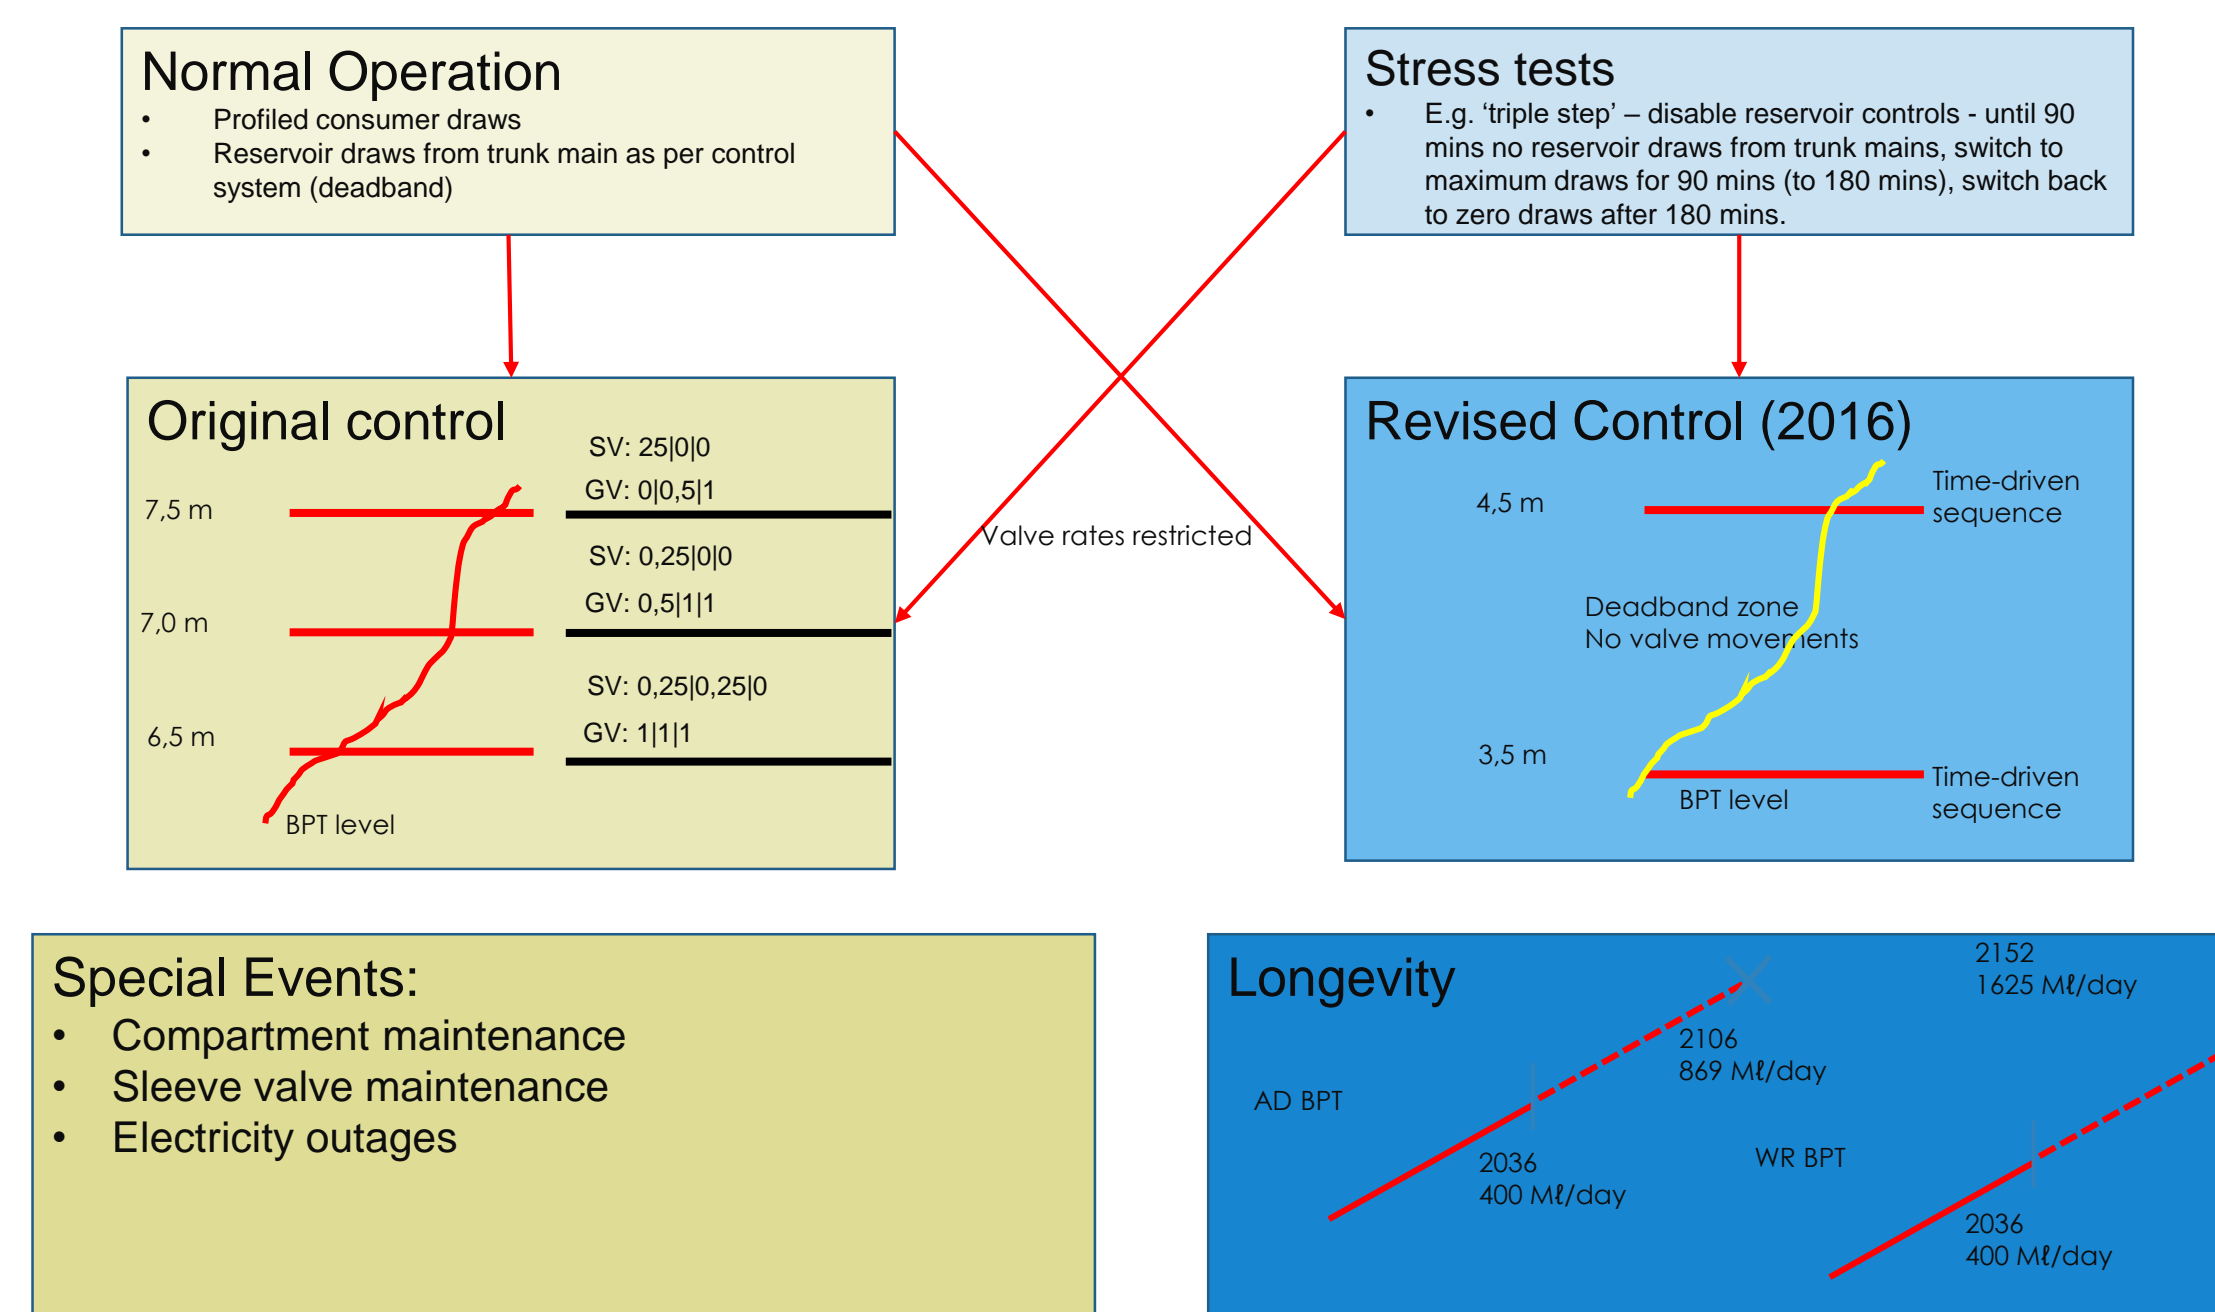 Normal Operation
• Profiled consumer draws
• Reservoir draws from trunk main as per control
system (deadband)
Stress tests
• E.g. ‘triple step’ – disable reservoir controls - until 90
mins no reservoir draws from trunk mains, switch to
maximum draws for 90 mins (to 180 mins), switch back
to zero draws after 180 mins.
Original control
SV: 25|0|0
GV: 0|0,5|1
7,5 m
SV: 0,25|0|0
GV: 0,5|1|1
7,0 m
SV: 0,25|0,25|0
GV: 1|1|1
6,5 m
BPT level
Valve rates restricted
Revised Control (2016)
4,5 m
Time-driven
sequence
Deadband zone
No valve movements
3,5 m
BPT level
Time-driven
sequence
Special Events:
• Compartment maintenance
• Sleeve valve maintenance
• Electricity outages
Longevity
2152
1625 Mℓ/day
2106
869 Mℓ/day
AD BPT
2036
400 Mℓ/day
WR BPT
2036
400 Mℓ/day